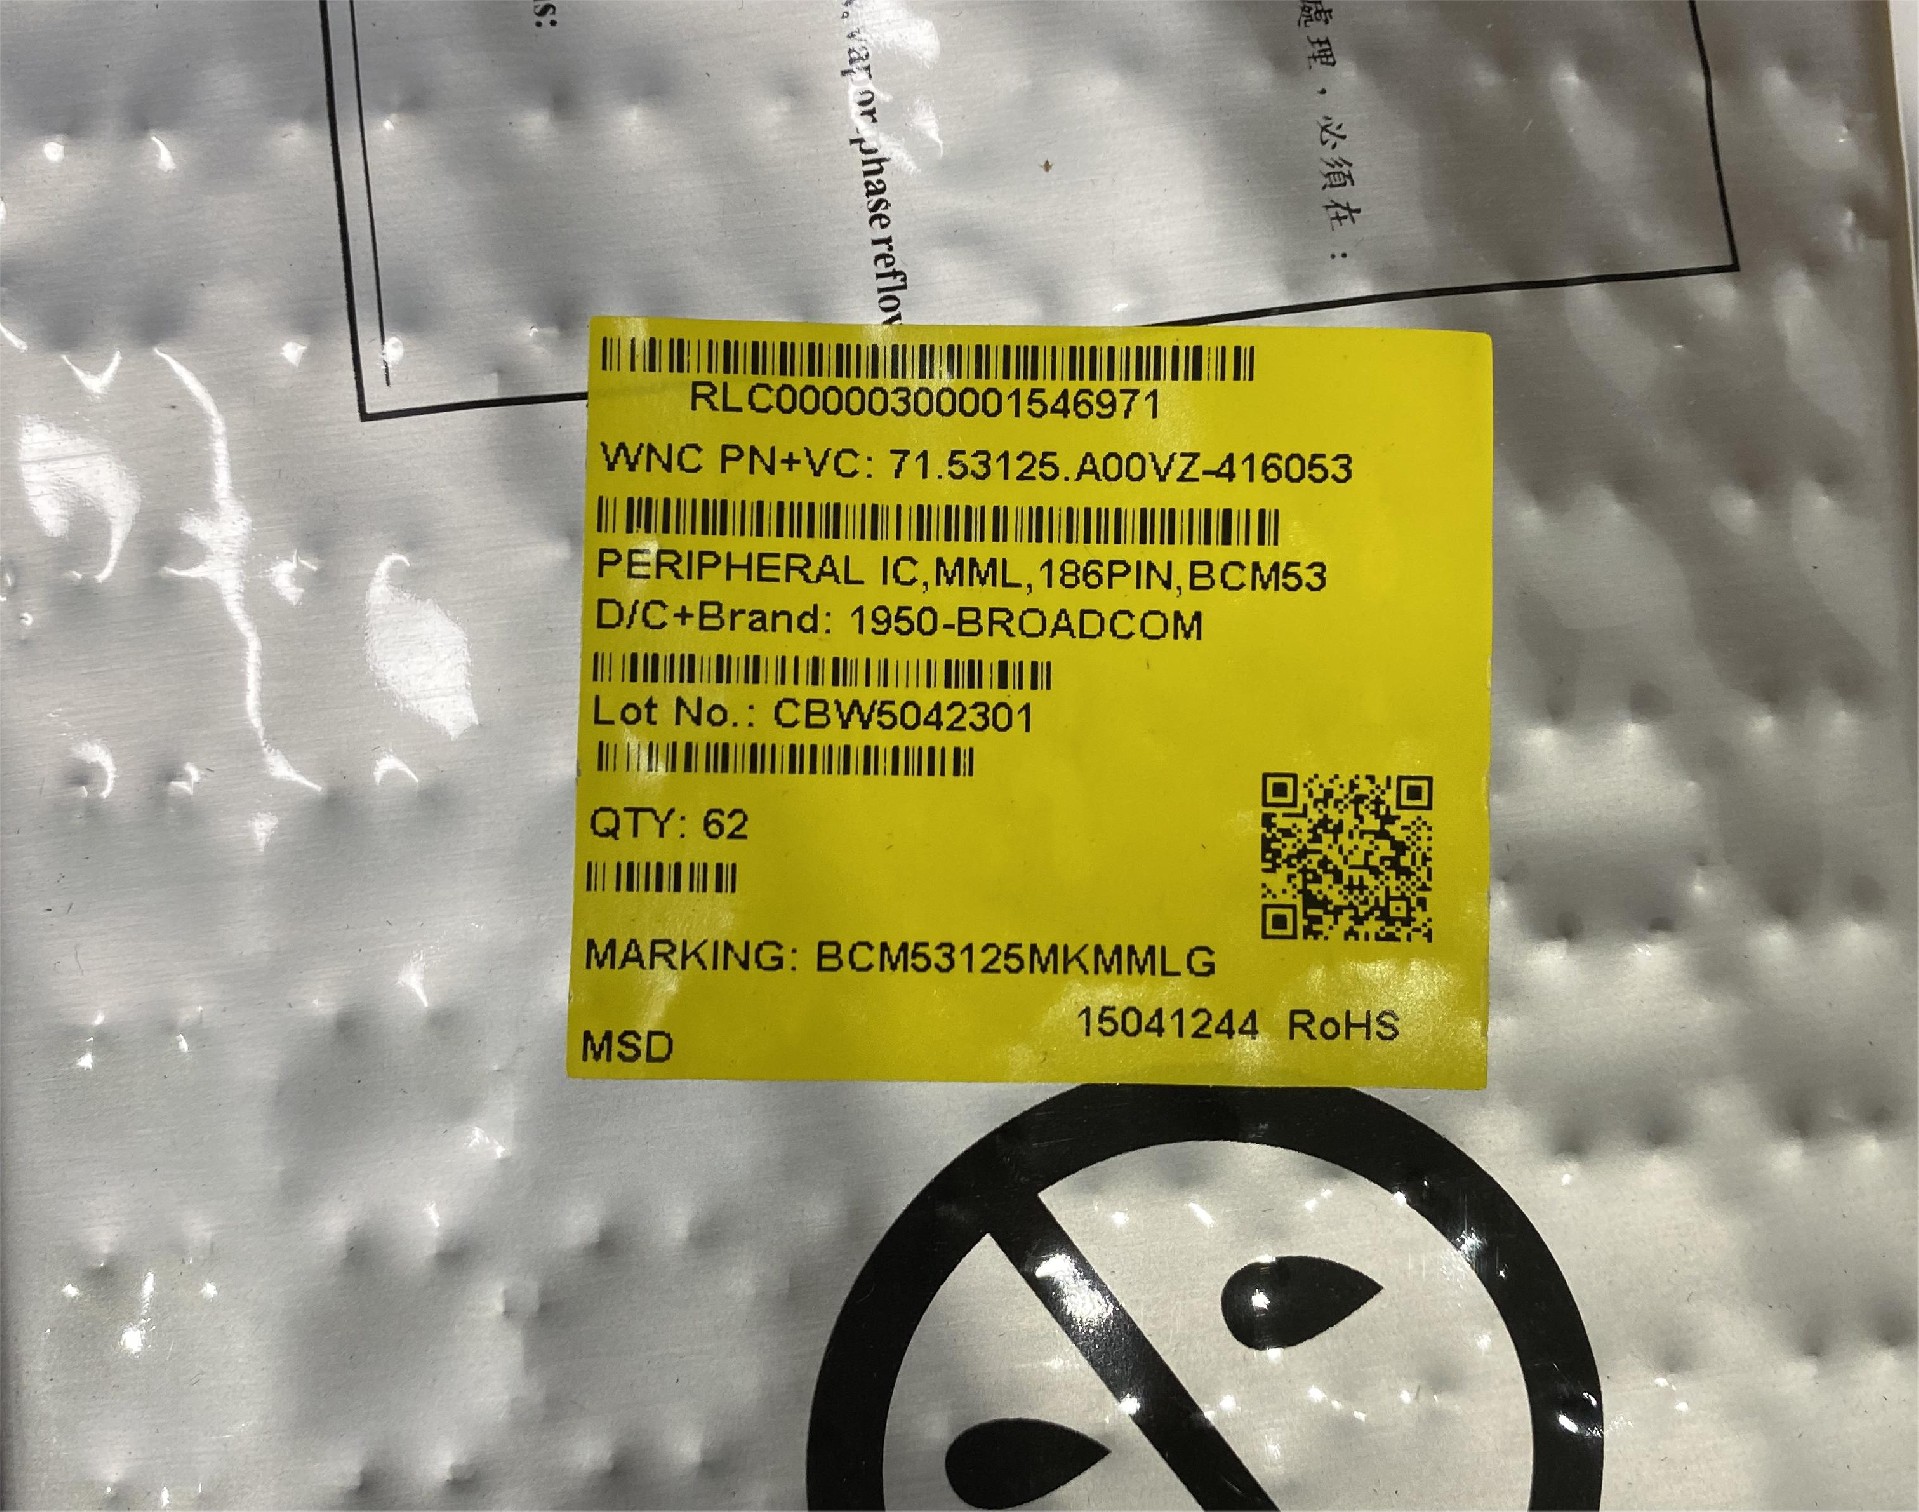 處理，必須在：
phase reflow
RLC00000300001546971
WNC PN+VC: 71.53125.A00VZ-416053
PERIPHERAL IC,MML,186PIN,BCM53
D/C+Brand: 1950-BROADCOM
Lot No.: CBW5042301
QTY: 62
MARKING: BCM53125MKMMLG
15041244 RoHS
MSD